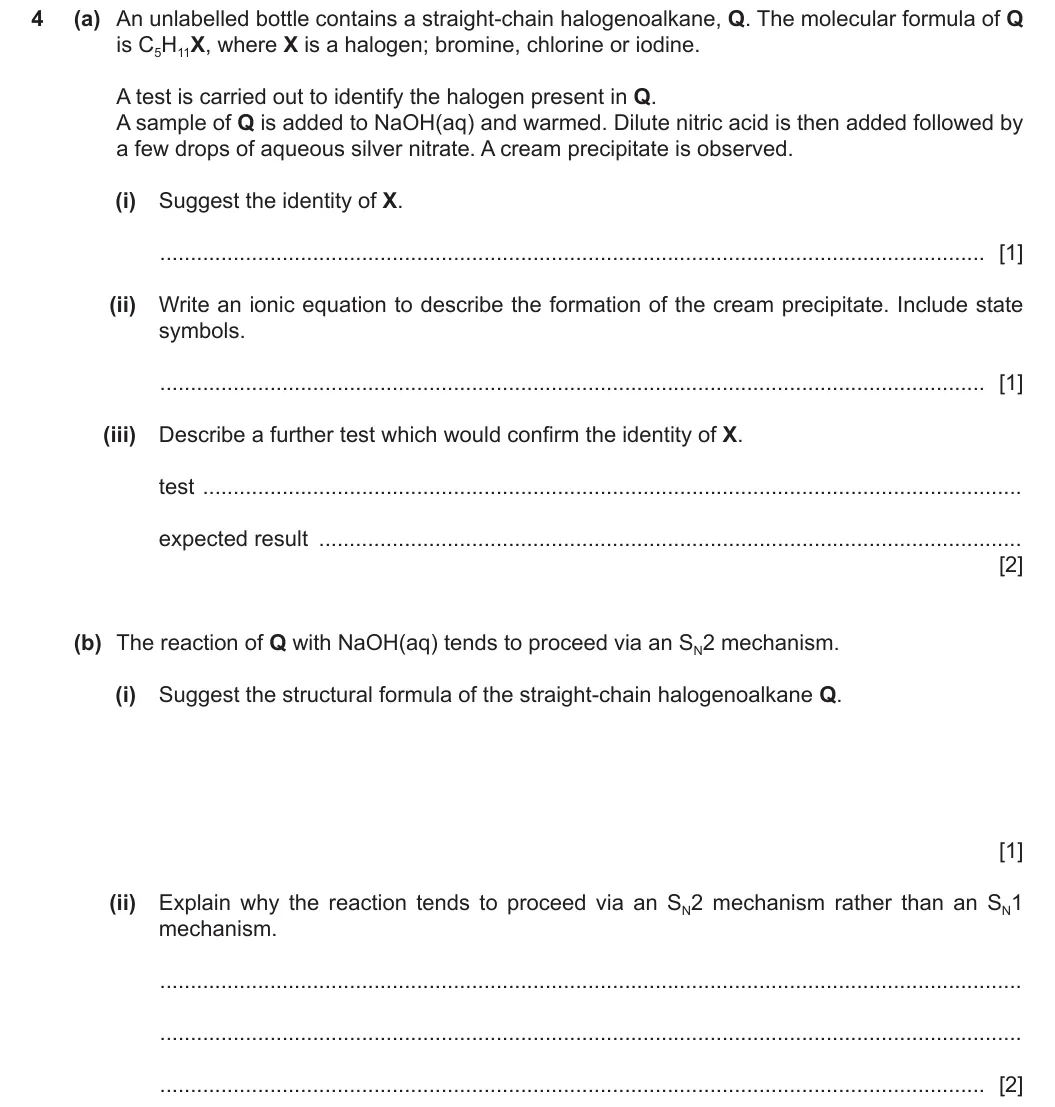 4 (a) An unlabelled bottle contains a straight-chain halogenoalkane, Q. The molecular formula of Q
is C₅H₁₁X, where X is a halogen; bromine, chlorine or iodine.
A test is carried out to identify the halogen present in Q.
A sample of Q is added to NaOH(aq) and warmed. Dilute nitric acid is then added followed by
a few drops of aqueous silver nitrate. A cream precipitate is observed.
(i) Suggest the identity of X.
.......................................................................................................................................... [1]
(ii) Write an ionic equation to describe the formation of the cream precipitate. Include state
symbols.
.......................................................................................................................................... [1]
(iii) Describe a further test which would confirm the identity of X.
test ..........................................................................................................................................
expected result ......................................................................................................................
[2]
(b) The reaction of Q with NaOH(aq) tends to proceed via an Sₙ2 mechanism.
(i) Suggest the structural formula of the straight-chain halogenoalkane Q.
[1]
(ii) Explain why the reaction tends to proceed via an Sₙ2 mechanism rather than an Sₙ1
mechanism.
..........................................................................................................................................
..........................................................................................................................................
.......................................................................................................................................... [2]